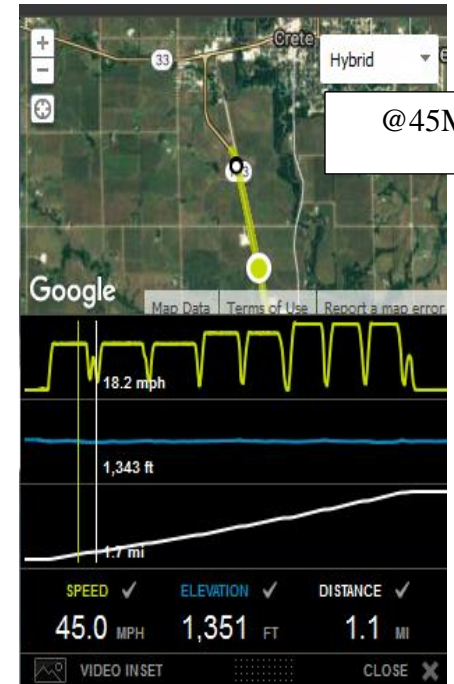 +
Crete
33
Hybrid
-
@45M
Google
Map Data Terms of Use Report a map error
18.2 mph
1,343 ft
1.7 mi
SPEED ELEVATION DISTANCE
45.0 MPH 1,351 FT 1.1 MI
VIDEO INSET CLOSE